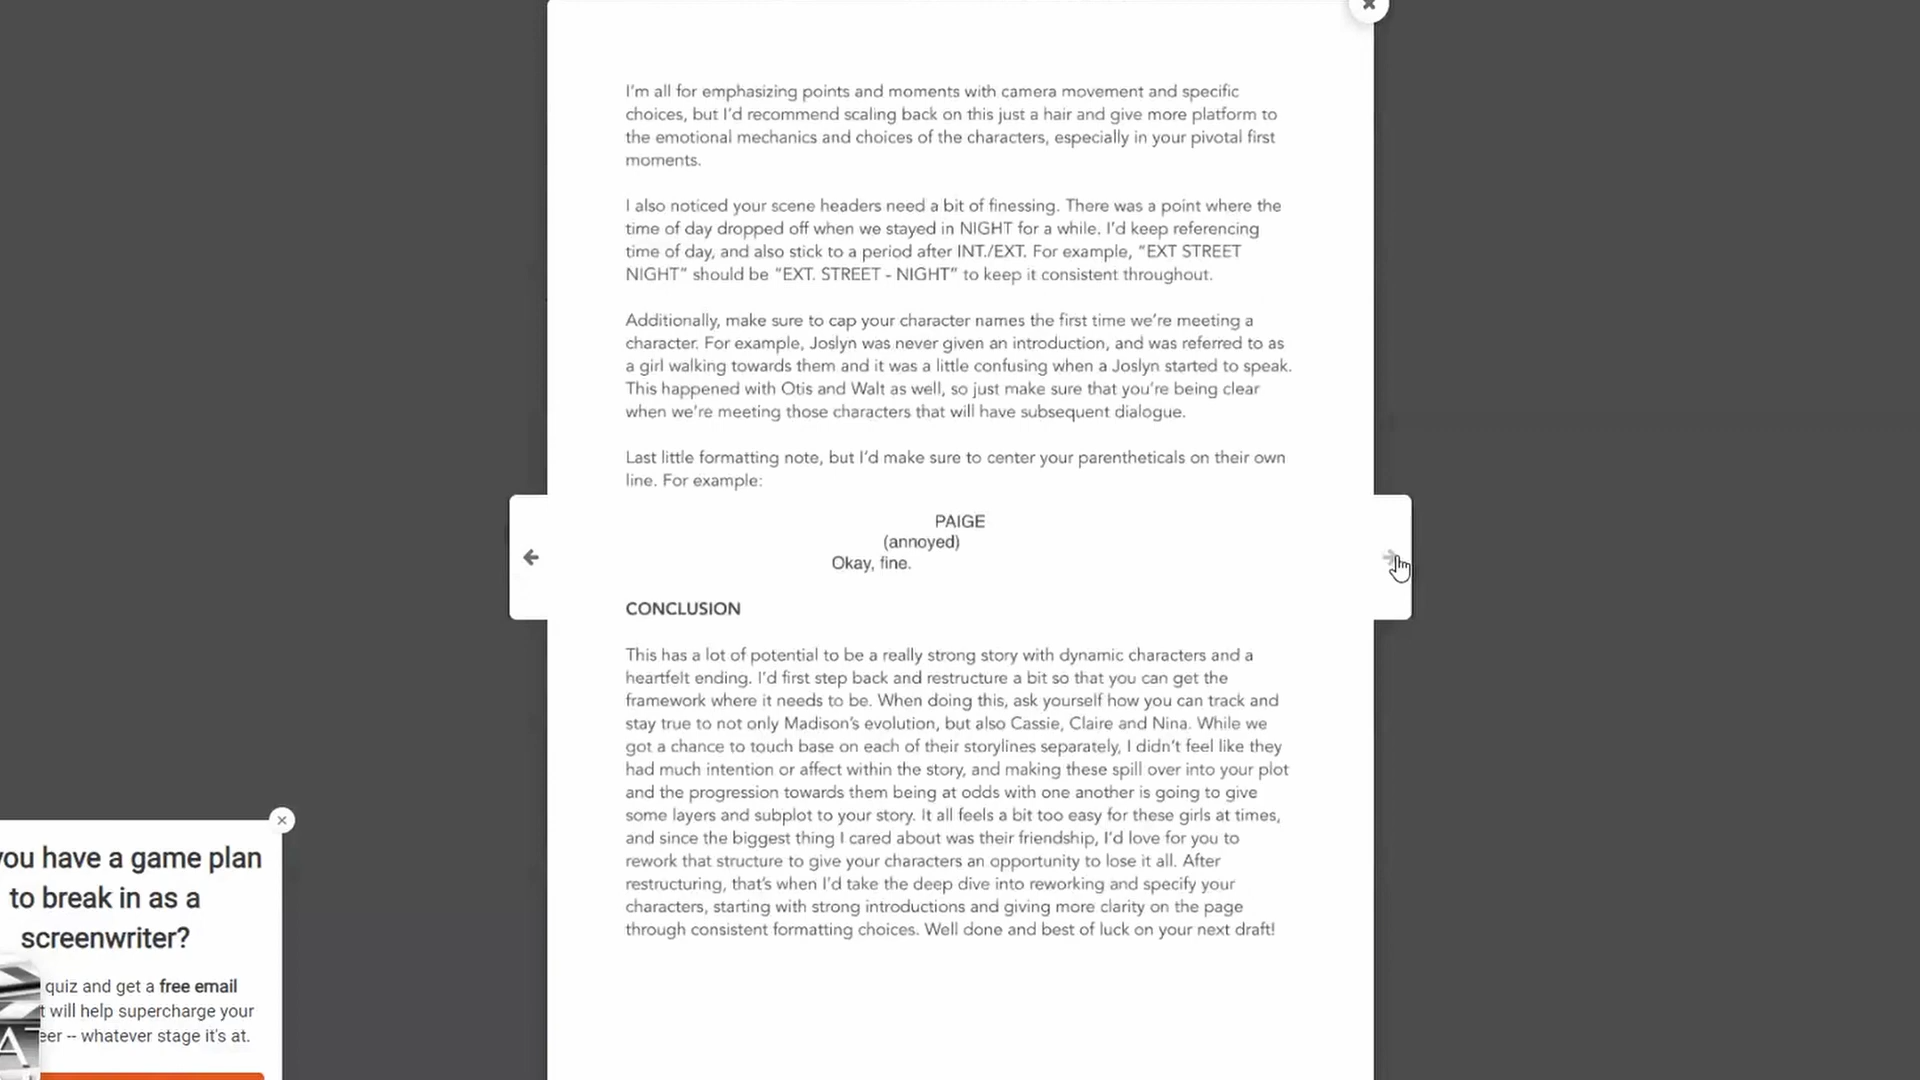 I'm all for emphasizing points and moments with camera movement and specific
choices, but I'd recommend scaling back on this just a hair and give more platform to
the emotional mechanics and choices of the characters, especially in your pivotal first
moments.
I also noticed your scene headers need a bit of finessing. There was a point where the
time of day dropped off when we stayed in NIGHT for a while. I'd keep referencing
time of day, and also stick to a period after INT./EXT. For example, "EXT STREET
NIGHT" should be "EXT. STREET - NIGHT" to keep it consistent throughout.
Additionally, make sure to cap your character names the first time we're meeting a
character. For example, Joslyn was never given an introduction, and was referred to as
a girl walking towards them and it was a little confusing when a Joslyn started to speak.
This happened with Otis and Walt as well, so just make sure that you're being clear
when we're meeting those characters that will have subsequent dialogue.
Last little formatting note, but I'd make sure to center your parentheticals on their own
line. For example:
PAIGE
(annoyed)
Okay, fine.
CONCLUSION
This has a lot of potential to be a really strong story with dynamic characters and a
heartfelt ending. I'd first step back and restructure a bit so that you can get the
framework where it needs to be. When doing this, ask yourself how you can track and
stay true to not only Madison's evolution, but also Cassie, Claire and Nina. While we
got a chance to touch base on each of their storylines separately, I didn't feel like they
had much intention or affect within the story, and making these spill over into your plot
and the progression towards them being at odds with one another is going to give
some layers and subplot to your story. It all feels a bit too easy for these girls at times,
and since the biggest thing I cared about was their friendship, I'd love for you to
rework that structure to give your characters an opportunity to lose it all. After
restructuring, that's when I'd take the deep dive into reworking and specify your
characters, starting with strong introductions and giving more clarity on the page
through consistent formatting choices. Well done and best of luck on your next draft!
you have a game plan
to break in as a
screenwriter?
quiz and get a free email
t will help supercharge your
eer -- whatever stage it's at.